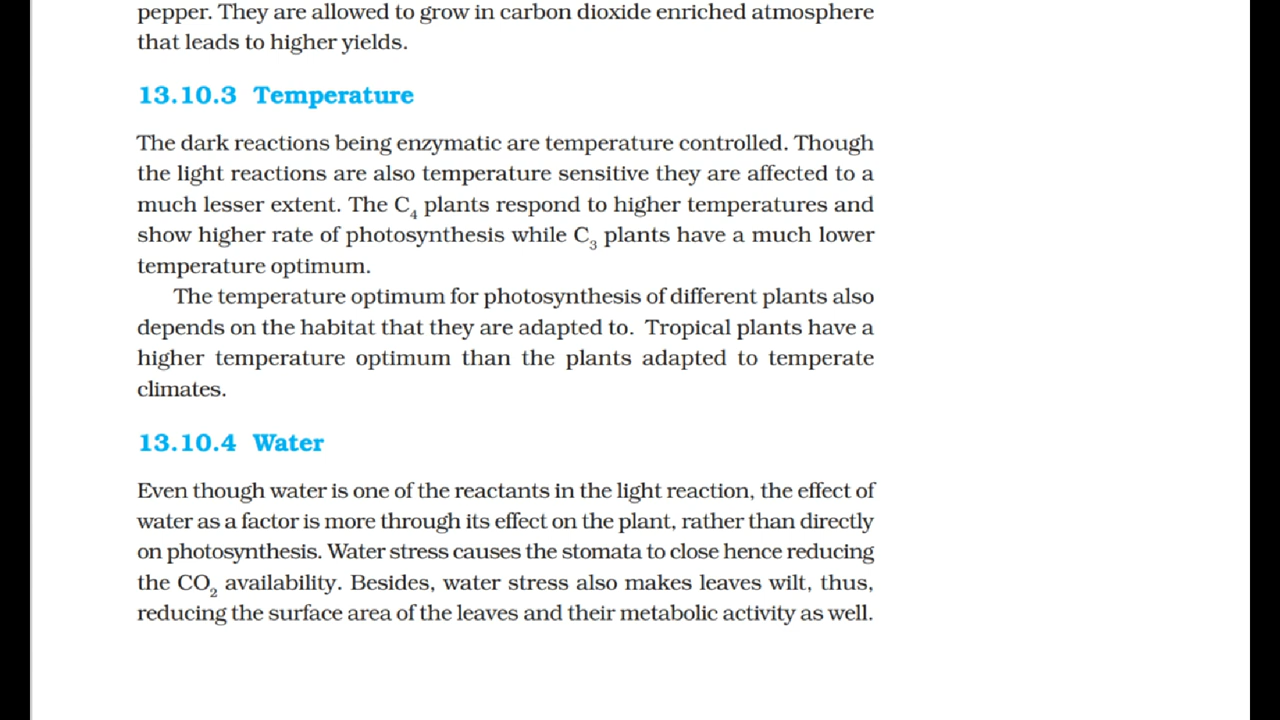 pepper. They are allowed to grow in carbon dioxide enriched atmosphere
that leads to higher yields.
13.10.3 Temperature
The dark reactions being enzymatic are temperature controlled. Though
the light reactions are also temperature sensitive they are affected to a
much lesser extent. The C₄ plants respond to higher temperatures and
show higher rate of photosynthesis while C₃ plants have a much lower
temperature optimum.
The temperature optimum for photosynthesis of different plants also
depends on the habitat that they are adapted to. Tropical plants have a
higher temperature optimum than the plants adapted to temperate
climates.
13.10.4 Water
Even though water is one of the reactants in the light reaction, the effect of
water as a factor is more through its effect on the plant, rather than directly
on photosynthesis. Water stress causes the stomata to close hence reducing
the CO₂ availability. Besides, water stress also makes leaves wilt, thus,
reducing the surface area of the leaves and their metabolic activity as well.